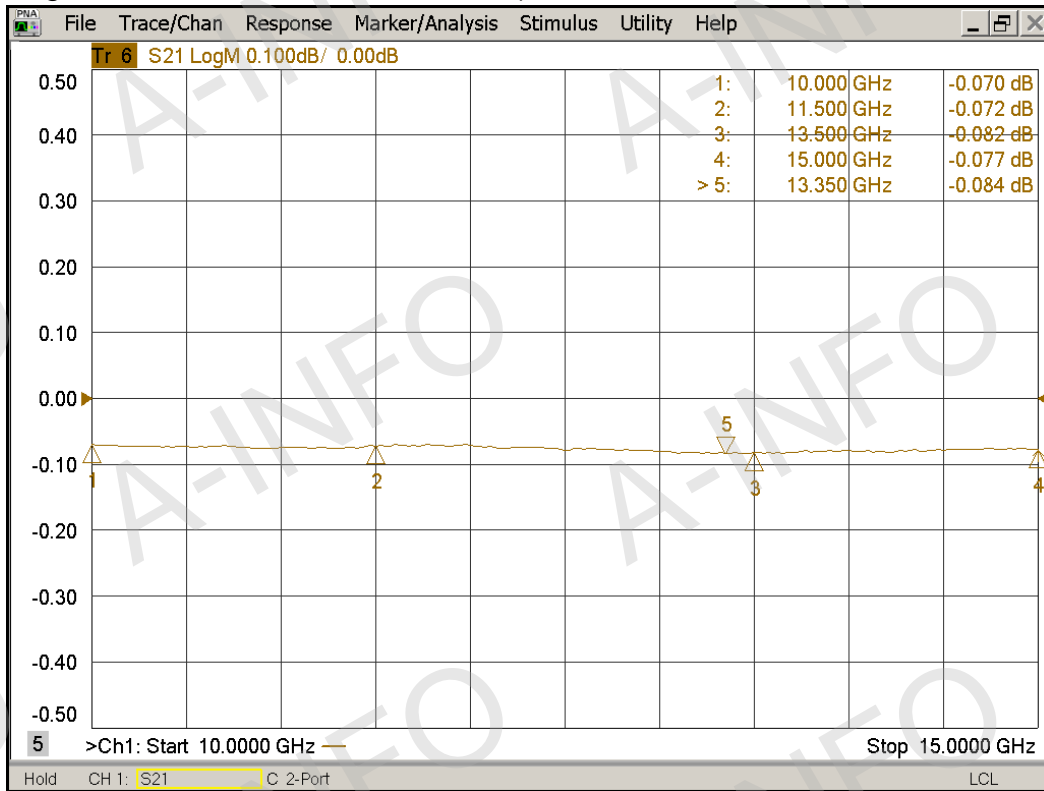 PNA File Trace/Chan Response Marker/Analysis Stimulus Utility Help
Tr 6 S21 LogM 0.100dB/ 0.00dB
1: 10.000 GHz -0.070 dB
2: 11.500 GHz -0.072 dB
3: 13.500 GHz -0.082 dB
4: 15.000 GHz -0.077 dB
> 5: 13.350 GHz -0.084 dB
0.50
0.40
0.30
0.20
0.10
0.00
-0.10
-0.20
-0.30
-0.40
-0.50
1
2
5
3
4
A-INFO
A-INFO
A-INFO
A-INFO
5 >Ch1: Start 10.0000 GHz — Stop 15.0000 GHz
Hold CH 1: S21 C 2-Port LCL